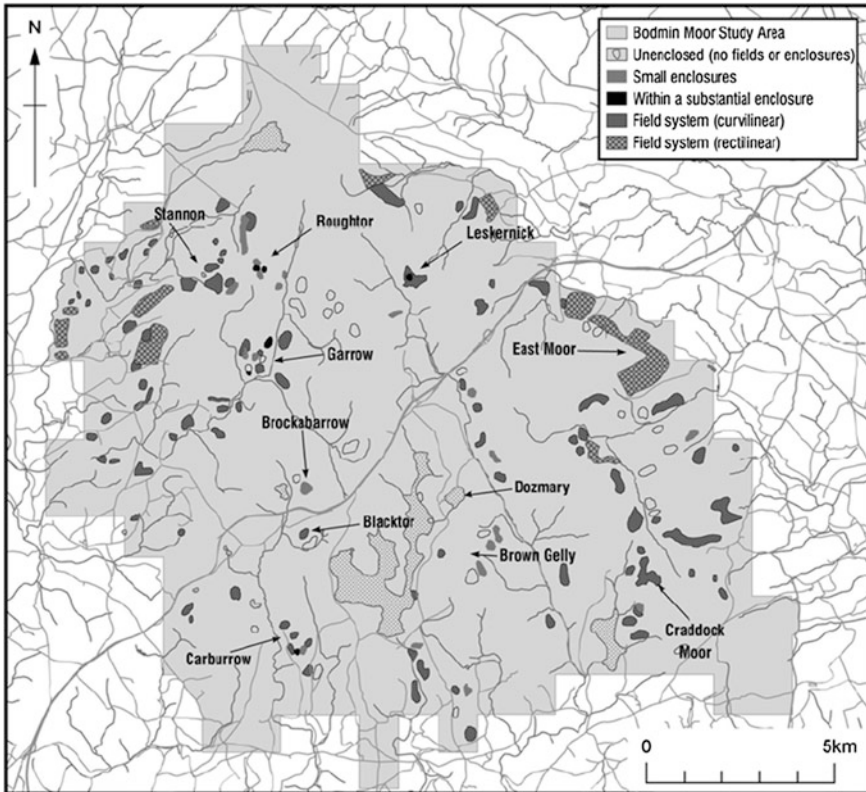 N
Bodmin Moor Study Area
Unenclosed (no fields or enclosures)
Small enclosures
Within a substantial enclosure
Field system (curvilinear)
Field system (rectilinear)
Stannon
Roughtor
Leskernick
Garrow
East Moor
Brockabarrow
Dozmary
Blacktor
Brown Gelly
Carburrow
Craddock
Moor
0
5km